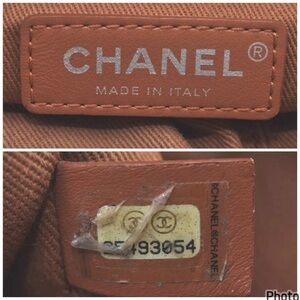 CHANEL®
MADE IN ITALY
25493054
CHANEL&CHANEL
Photo